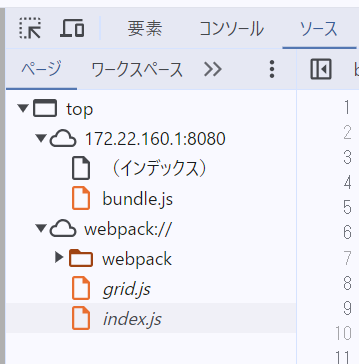 要素 コンソール ソース
ページ ワークスペース
top
172.22.160.1:8080
（インデックス）
bundle.js
webpack://
webpack
grid.js
index.js
b
1
2
3
4
5
6
7
8
9
10
11